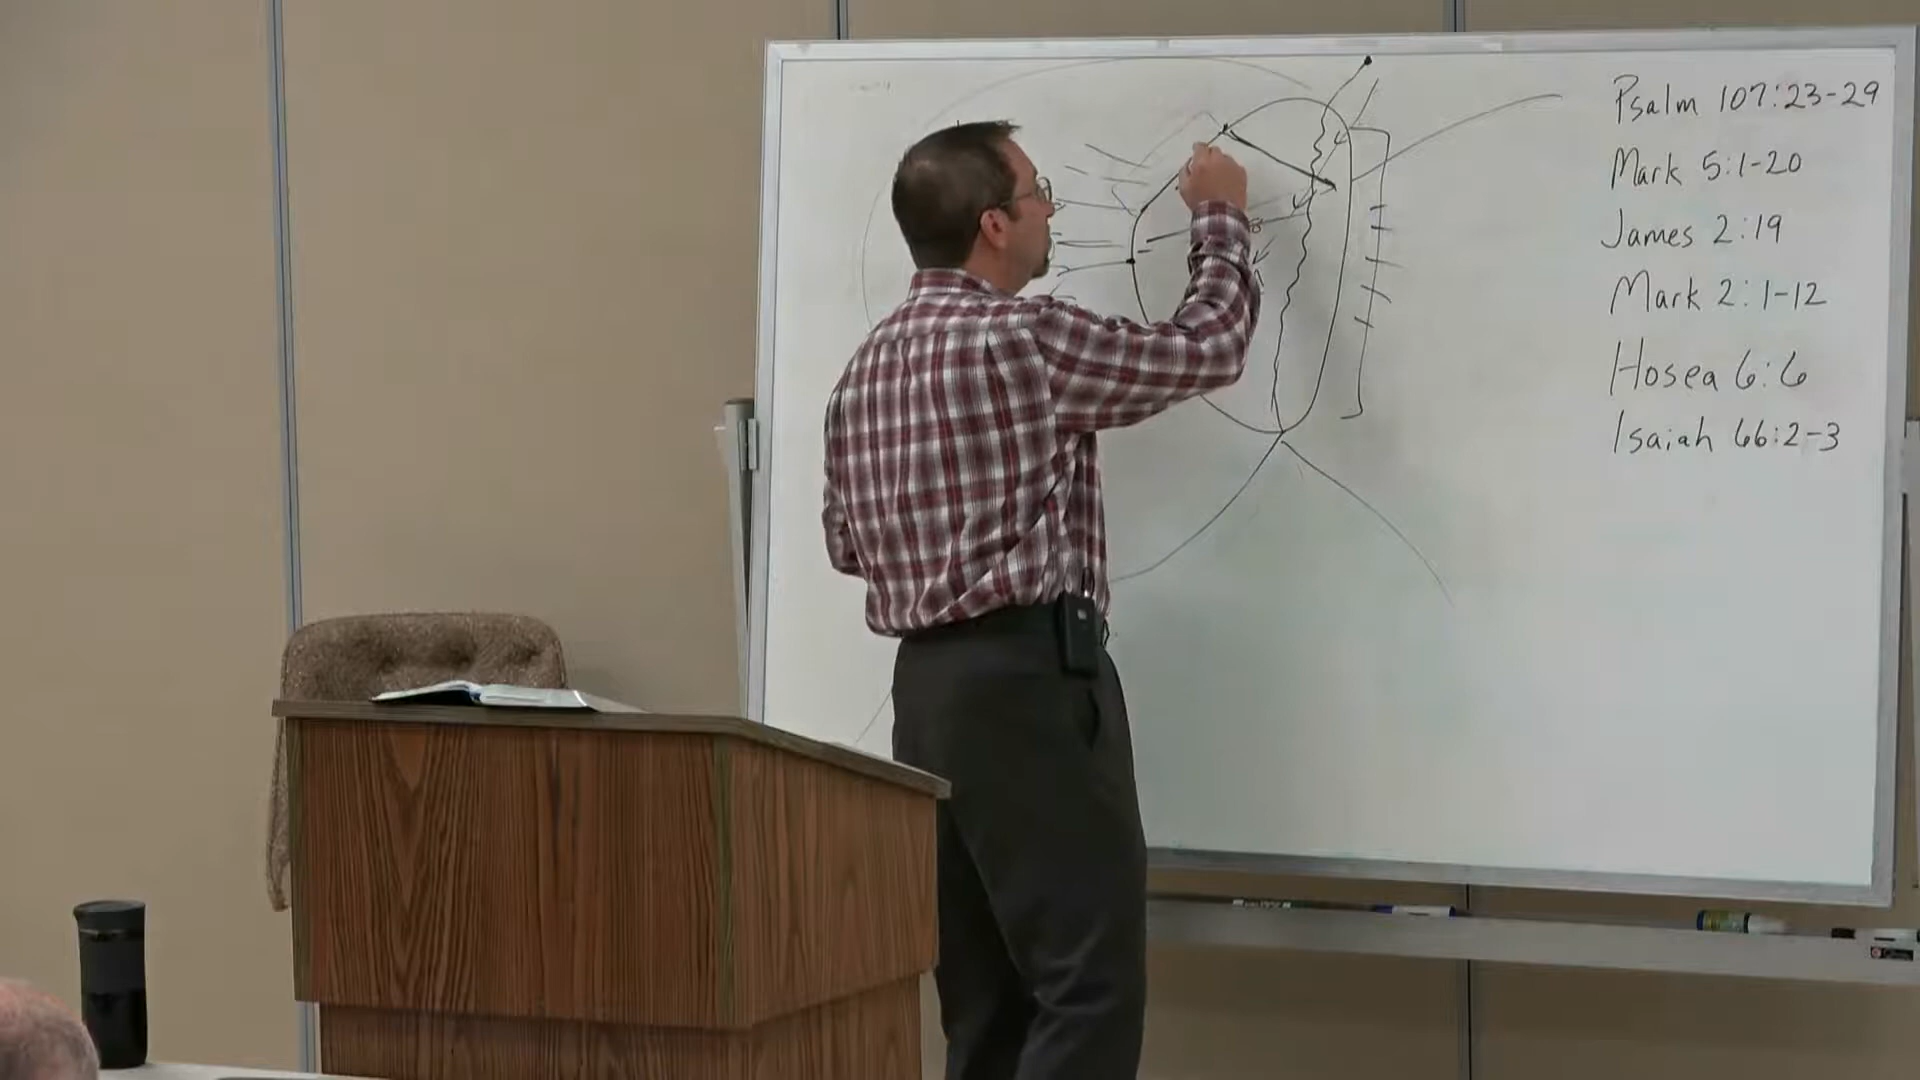 Psalm 107:23-29
Mark 5:1-20
James 2:19
Mark 2:1-12
Hosea 6:6
Isaiah 66:2-3